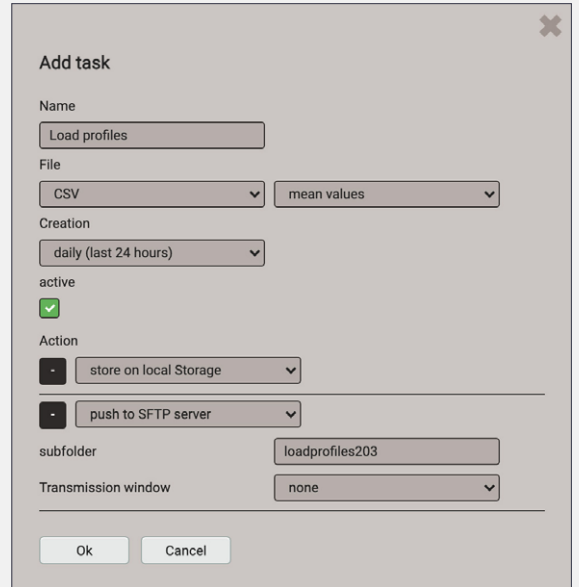 Add task
Name
Load profiles
File
CSV mean values
Creation
daily (last 24 hours)
active
Action
- store on local Storage
- push to SFTP server
subfolder loadprofiles203
Transmission window none
Ok Cancel